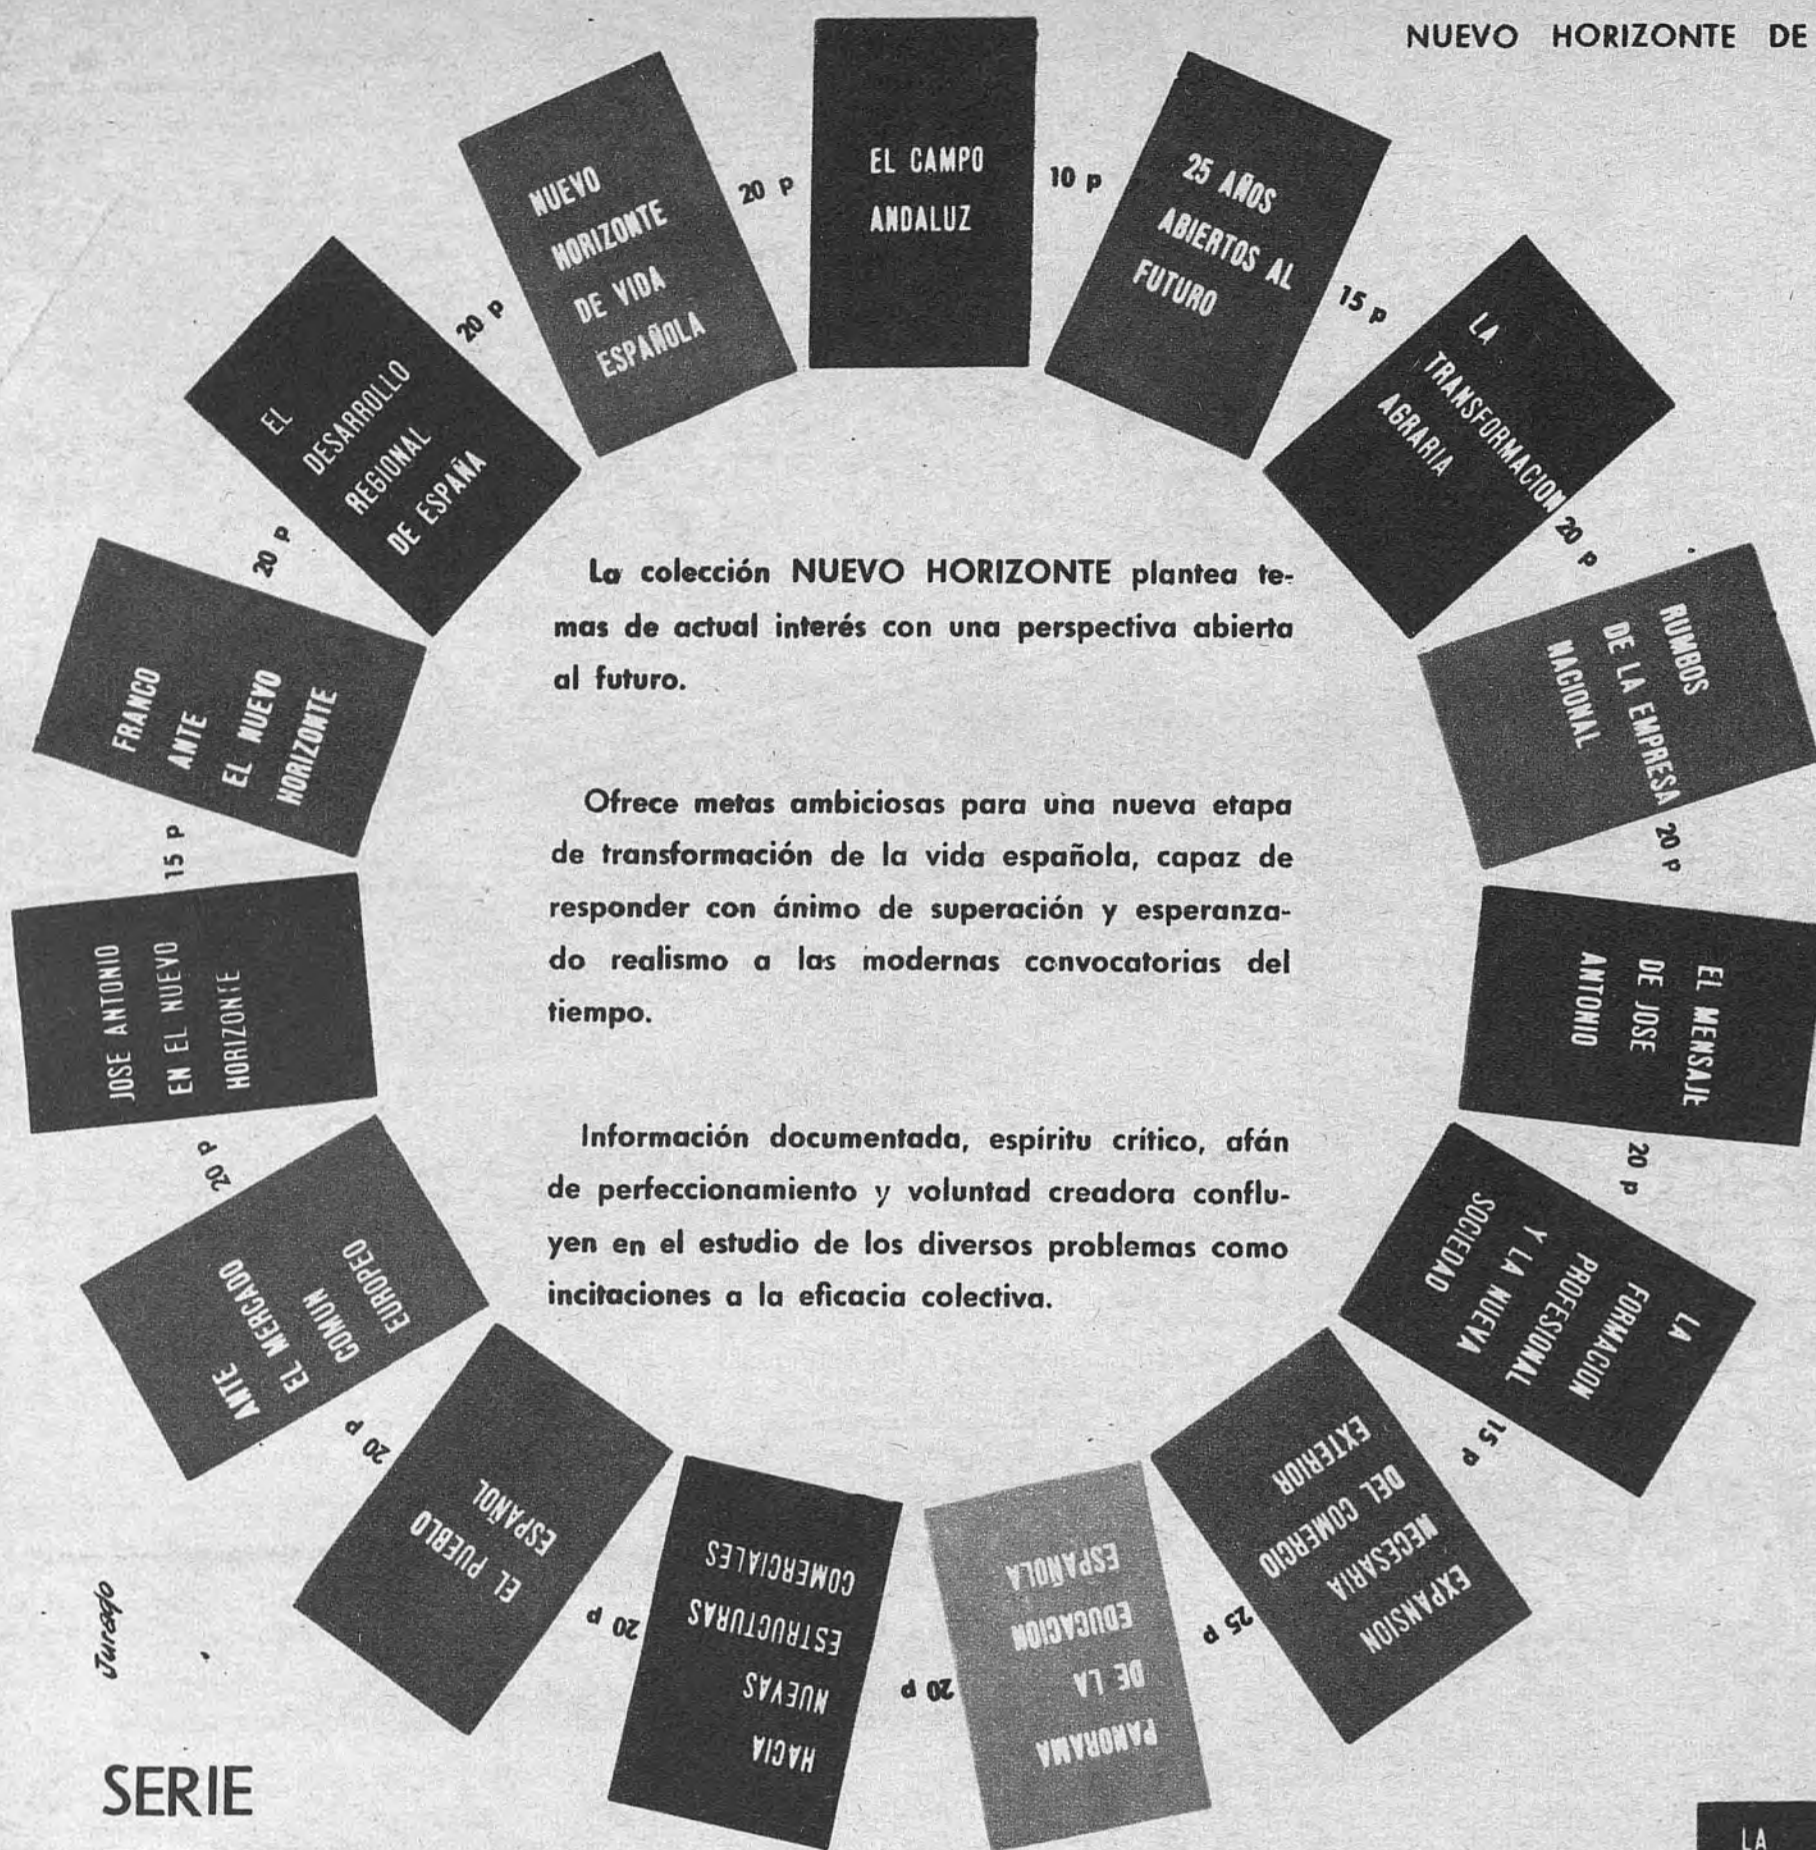 NUEVO HORIZONTE DE
EL CAMPO
ANDALUZ
10 p
25 AÑOS
ABIERTOS AL
FUTURO
15 p
LA
TRANSFORMACION
AGRARIA
20 p
RUMBOS
DE LA EMPRESA
NACIONAL
20 p
EL MENSAJE
DE JOSE
ANTONIO
20 p
LA
FORMACION
PROFESIONAL
Y LA NUEVA
SOCIEDAD
15 p
EXPANSION
NECESARIA
DEL COMERCIO
EXTERIOR
25 p
PANORAMA
DE LA
EDUCACION
ESPAÑOLA
20 p
HACIA
NUEVAS
ESTRUCTURAS
COMERCIALES
20 p
EL PUEBLO
ESPAÑOL
20 p
ANTE
EL MERCADO
COMUN
EUROPEO
20 p
JOSE ANTONIO
EN EL NUEVO
HORIZONTE
15 p
FRANCO
ANTE
EL NUEVO
HORIZONTE
20 p
EL
DESARROLLO
REGIONAL
DE ESPAÑA
20 p
NUEVO
HORIZONTE
DE VIDA
ESPAÑOLA
20 p
La colección NUEVO HORIZONTE plantea te-
mas de actual interés con una perspectiva abierta
al futuro.
Ofrece metas ambiciosas para una nueva etapa
de transformación de la vida española, capaz de
responder con ánimo de superación y esperanza-
do realismo a las modernas convocatorias del
tiempo.
Información documentada, espíritu crítico, afán
de perfeccionamiento y voluntad creadora conflu-
yen en el estudio de los diversos problemas como
incitaciones a la eficacia colectiva.
Jurado
SERIE
LA